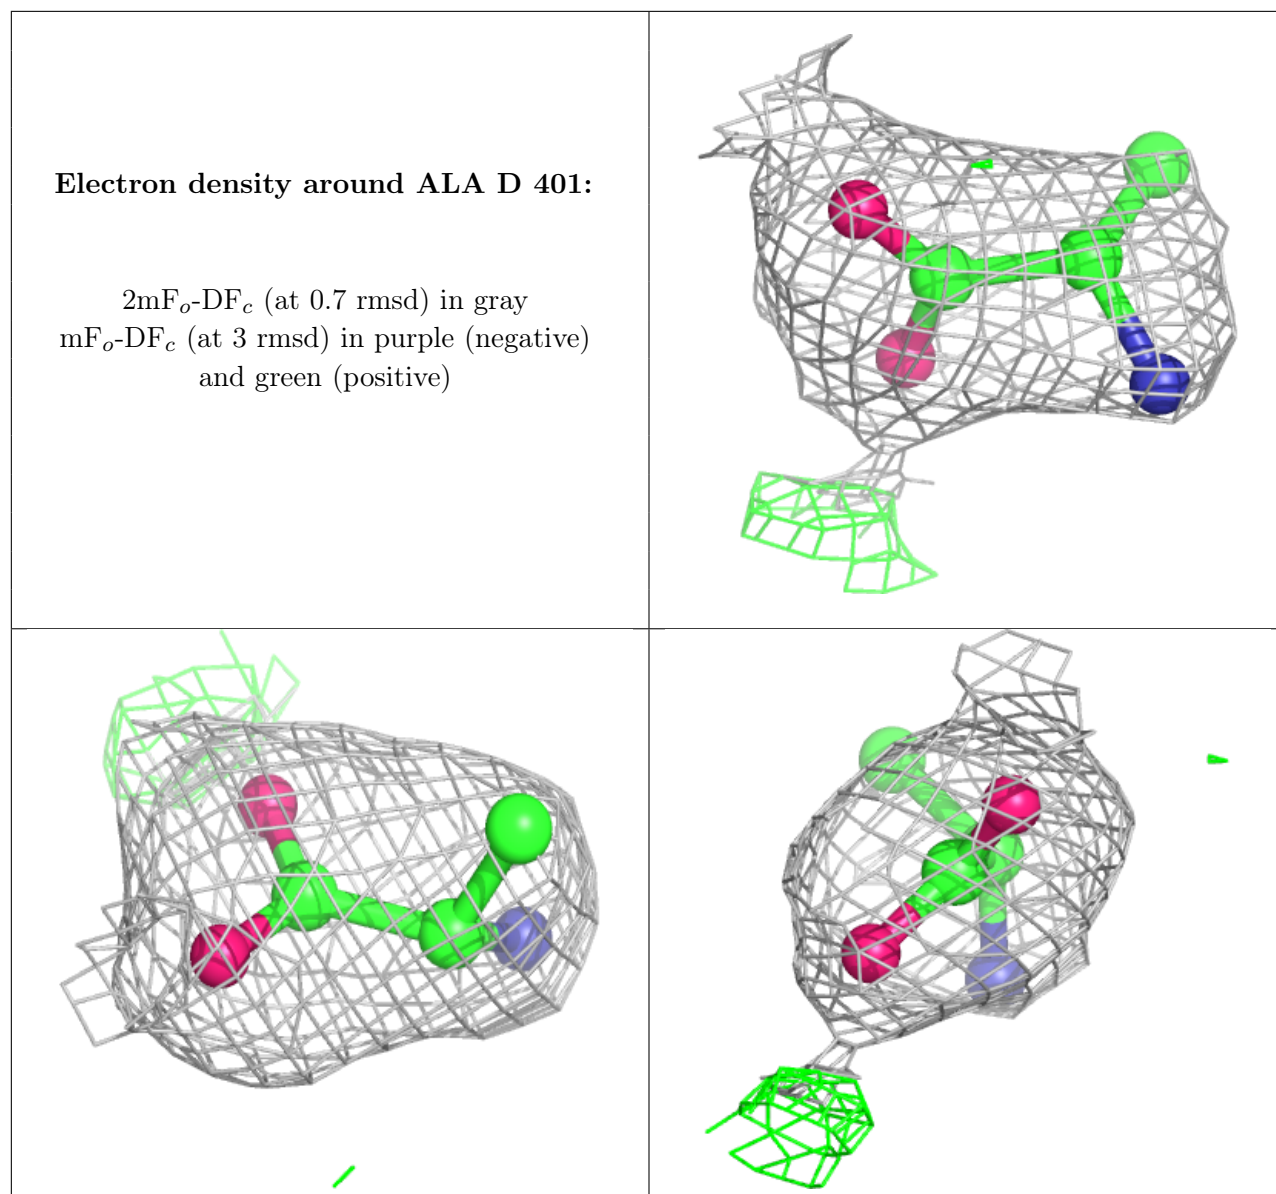 Electron density around ALA D 401:
2mFo-DFc (at 0.7 rmsd) in gray
mFo-DFc (at 3 rmsd) in purple (negative)
and green (positive)